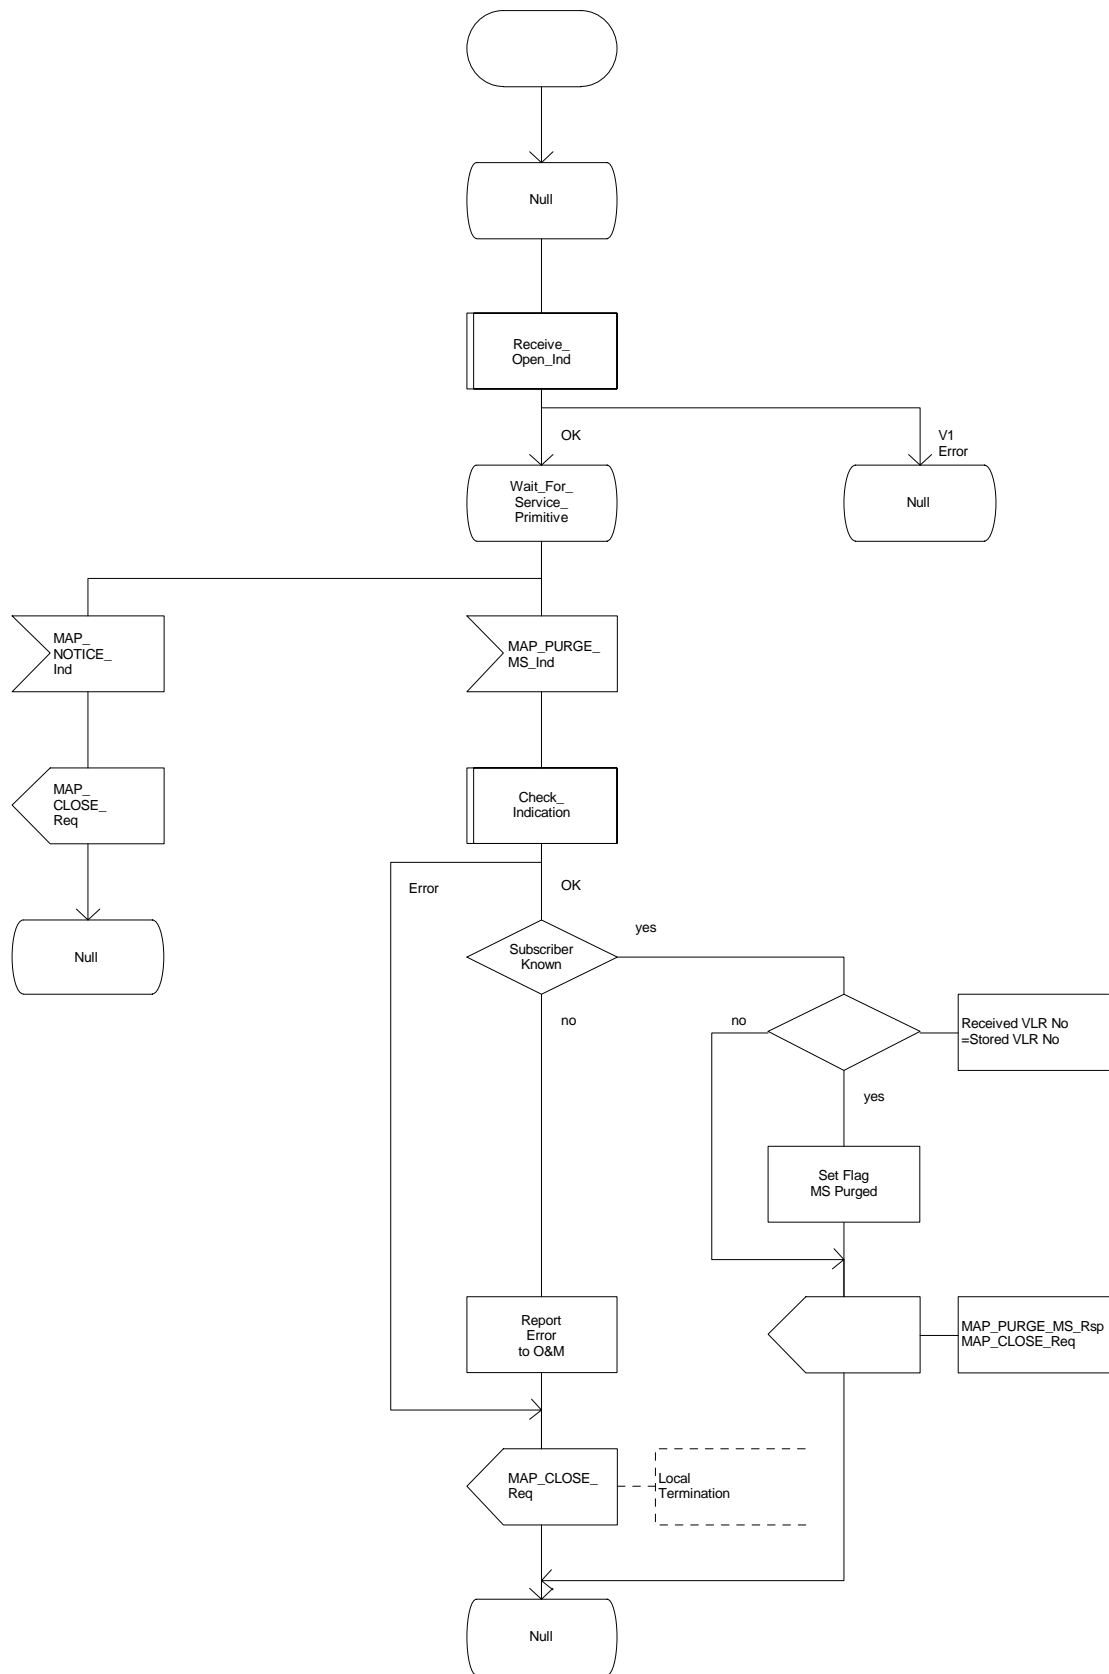 Null
Receive_
Open_Ind
OK
V1
Error
Wait_For_
Service_
Primitive
Null
MAP_
NOTICE_
Ind
MAP_PURGE_
MS_Ind
MAP_
CLOSE_
Req
Check_
Indication
Error
OK
Null
Subscriber
Known
yes
no
no
Received VLR No
=Stored VLR No
yes
Set Flag
MS Purged
Report
Error
to O&M
MAP_PURGE_MS_Rsp
MAP_CLOSE_Req
MAP_CLOSE_
Req
Local
Termination
Null